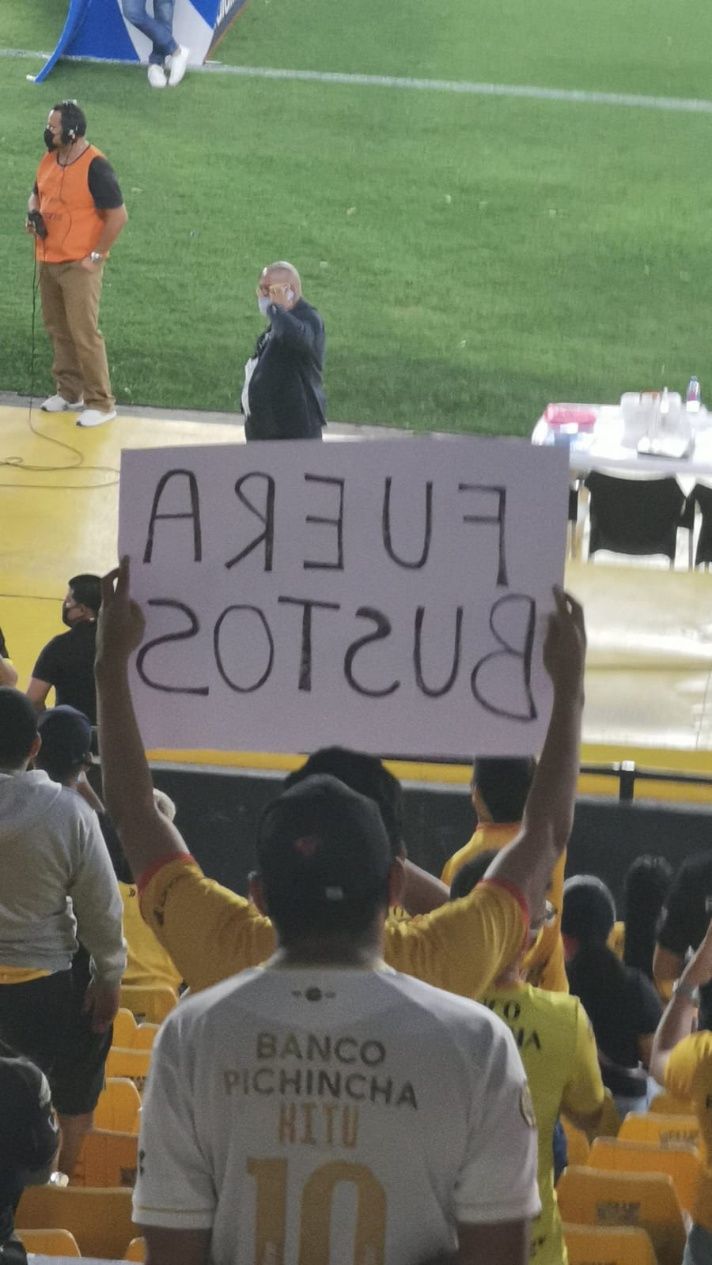 FUERA
BUSTOS
BANCO
PICHINCHA
HITU
10